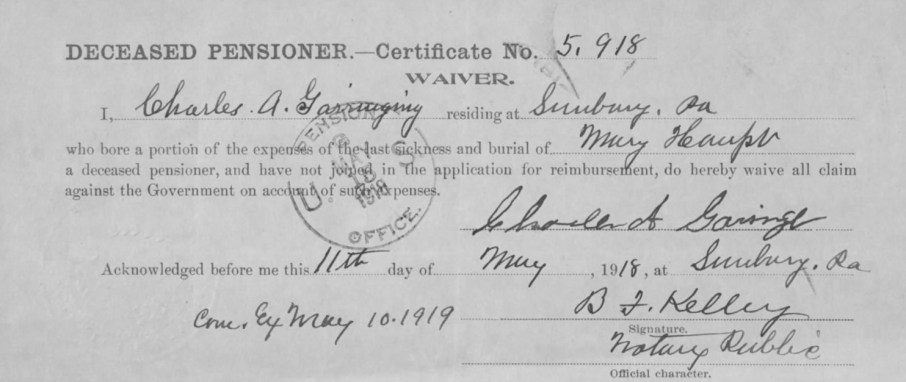 DECEASED PENSIONER.—Certificate No. 5,918
WAIVER.
I, Charles A. residing at Sunbury, Pa
who bore a portion of the expenses of the last sickness and burial of Mary Haupt
a deceased pensioner, and have not joined in the application for reimbursement, do hereby waive all claim
against the Government on account of such expenses.
U.S. PENSION OFFICE. MAY 1918
Charles A
Acknowledged before me this 11th day of May, 1918, at Sunbury, Pa
B F. Kelley
Signature.
Com. Ex May 10.1919
Notary Public
Official character.